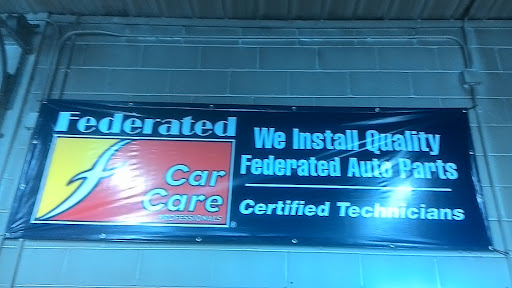 Federated
f Car
Care
PROFESSIONALS ®
We Install Quality
Federated Auto Parts
Certified Technicians